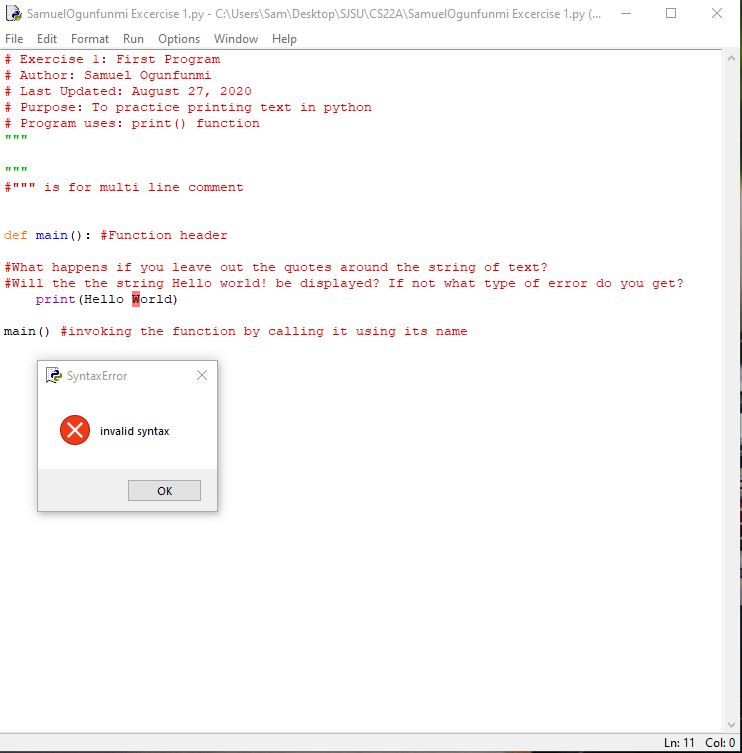 SamuelOgunfunmi Excercise 1.py - C:\Users\Sam\Desktop\SJSU\CS22A\SamuelOgunfunmi Excercise 1.py (...
File Edit Format Run Options Window Help
# Exercise 1: First Program
# Author: Samuel Ogunfunmi
# Last Updated: August 27, 2020
# Purpose: To practice printing text in python
# Program uses: print() function
"""
"""
#""" is for multi line comment
def main(): #Function header
#What happens if you leave out the quotes around the string of text?
#Will the the string Hello world! be displayed? If not what type of error do you get?
print(Hello World)
main() #invoking the function by calling it using its name
SyntaxError
invalid syntax
OK
Ln: 11 Col: 0